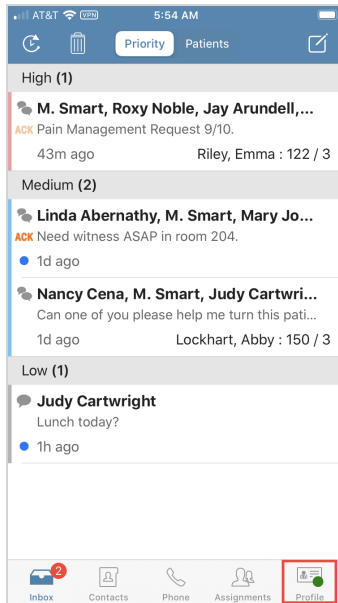 AT&T VPN 5:54 AM
Priority Patients
High (1)
M. Smart, Roxy Noble, Jay Arundell,...
ACK Pain Management Request 9/10.
43m ago Riley, Emma : 122 / 3
Medium (2)
Linda Abernathy, M. Smart, Mary Jo...
ACK Need witness ASAP in room 204.
1d ago
Nancy Cena, M. Smart, Judy Cartwri...
Can one of you please help me turn this pati...
1d ago Lockhart, Abby : 150 / 3
Low (1)
Judy Cartwright
Lunch today?
1h ago
2
Inbox Contacts Phone Assignments Profile